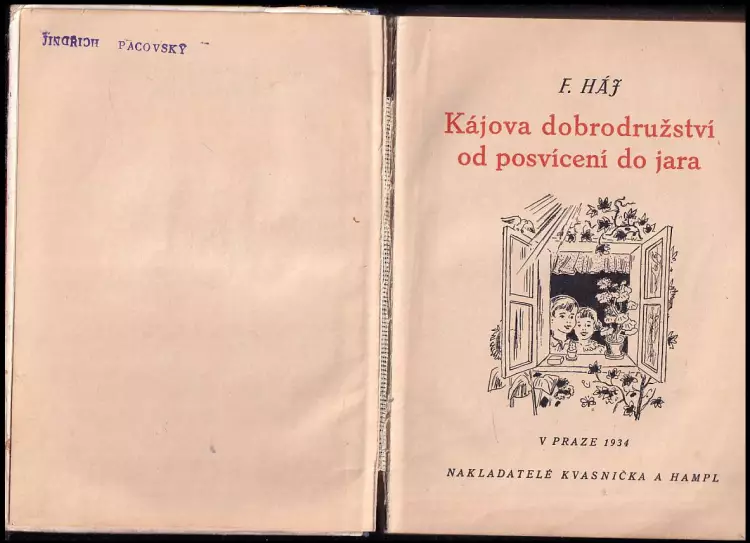 JINDŘICH PACOVSKÝ
F. HÁJ
Kájova dobrodružství
od posvícení do jara
V PRAZE 1934
NAKLADATELÉ KVASNIČKA A HAMPL